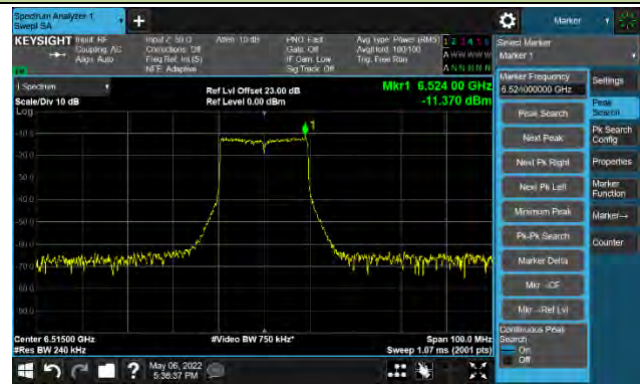 Spectrum Analyzer 1
Swept SA
+
Marker
KEYSIGHT
Input: RF
Coupling: AC
Align: Auto
Input Z: 50 Ω
Corrections: Off
Freq Ref: Int (S)
NFE: Adaptive
Atten: 10 dB
PNO: Fast
Gate: Off
IF Gain: Low
Sig Track: Off
Avg Type: Power (RMS)
Avg|Hold: 100/100
Trig: Free Run
1 2 3 4 5 6
A W W W W W
A N N N N N
Select Marker
Marker 1
1 Spectrum
Scale/Div 10 dB
Log
Ref Lvl Offset 23.00 dB
Ref Level 0.00 dBm
Mkr1 6.524 00 GHz
-11.370 dBm
Marker Frequency
6.524000000 GHz
Settings
Peak Search
Peak Search
Next Peak
Pk Search Config
Next Pk Right
Properties
Next Pk Left
Marker Function
Minimum Peak
Marker→
Pk-Pk Search
Counter
Marker Delta
Mkr→CF
Mkr→Ref Lvl
Continuous Peak Search
On
Off
1
-10.0
-20.0
-30.0
-40.0
-50.0
-60.0
-70.0
-80.0
-90.0
Center 6.51500 GHz
#Res BW 240 kHz
#Video BW 750 kHz*
Span 100.0 MHz
Sweep 1.07 ms (2001 pts)
May 06, 2022
5:36:37 PM